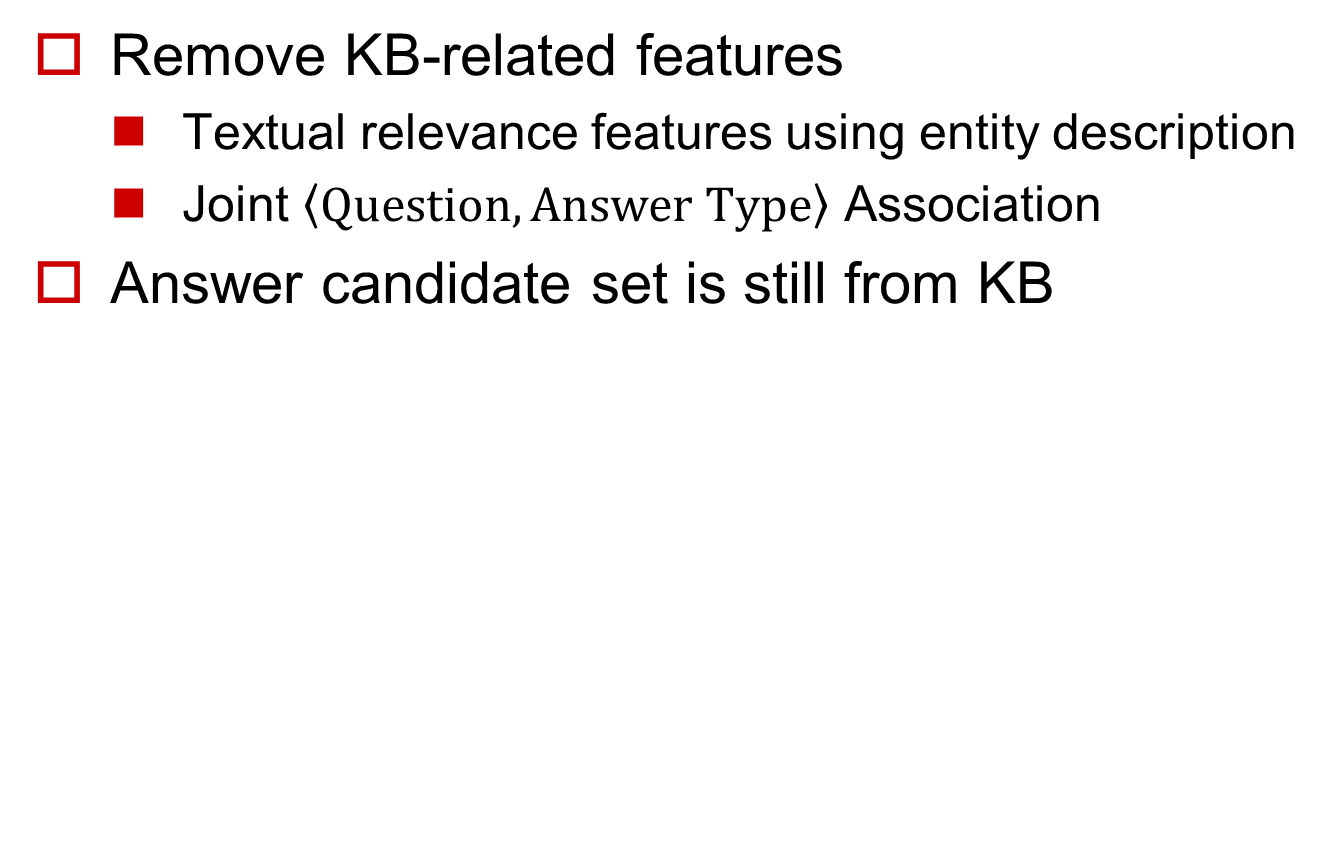 Remove KB-related features
Textual relevance features using entity description
Joint ⟨Question, Answer Type⟩ Association
Answer candidate set is still from KB